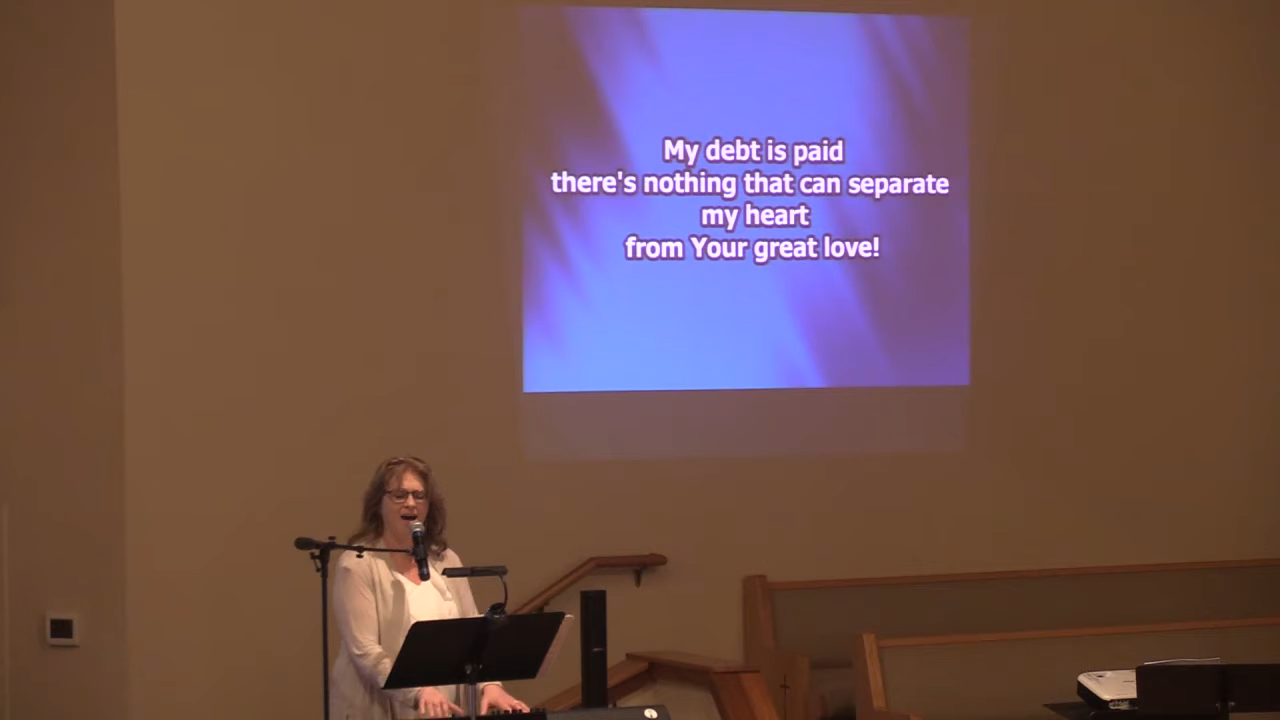 My debt is paid
there's nothing that can separate
my heart
from Your great love!